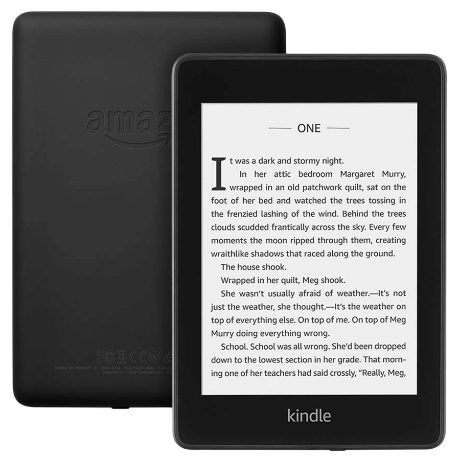 amaz
ONE
It was a dark and stormy night.
In her attic bedroom Margaret Murry,
wrapped in an old patchwork quilt, sat on the
foot of her bed and watched the trees tossing in
the frenzied lashing of the wind. Behind the trees
clouds scudded frantically across the sky. Every few
moments the moon ripped through them, creating
wraithlike shadows that raced along the ground.
The house shook.
Wrapped in her quilt, Meg shook.
She wasn't usually afraid of weather.—It's not
just the weather, she thought.—It's the weather on
top of everything else. On top of me. On top of Meg
Murry doing everything wrong.
School. School was all wrong. She'd been dropped
down to the lowest section in her grade. That morn-
ing one of her teachers had said crossly, “Really, Meg,
kindle